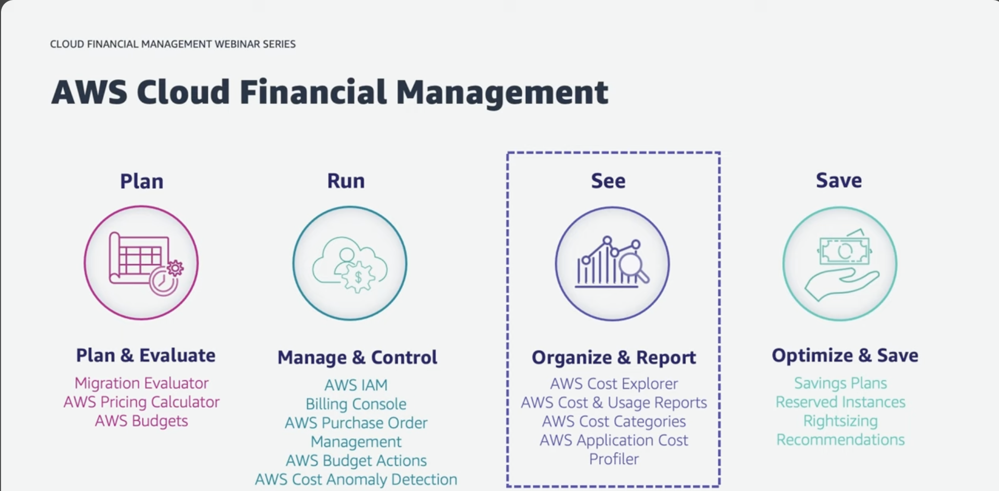 CLOUD FINANCIAL MANAGEMENT WEBINAR SERIES
AWS Cloud Financial Management
Plan
Plan & Evaluate
Migration Evaluator
AWS Pricing Calculator
AWS Budgets
Run
$
Manage & Control
AWS IAM
Billing Console
AWS Purchase Order
Management
AWS Budget Actions
AWS Cost Anomaly Detection
See
Organize & Report
AWS Cost Explorer
AWS Cost & Usage Reports
AWS Cost Categories
AWS Application Cost
Profiler
Save
Optimize & Save
Savings Plans
Reserved Instances
Rightsizing
Recommendations